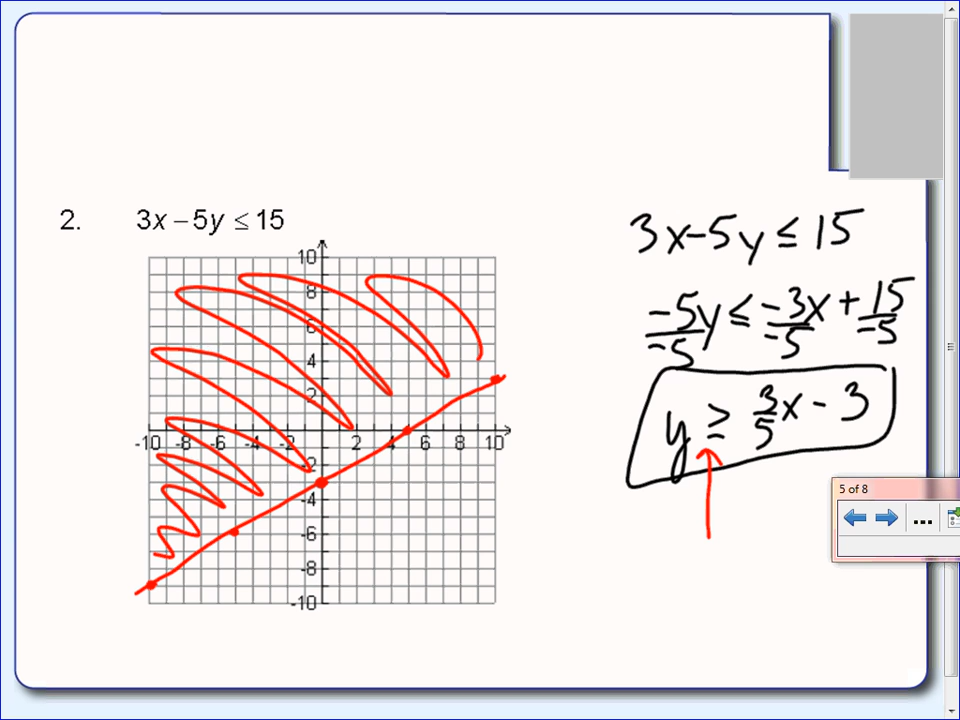 2. 3x – 5y ≤ 15
3x-5y ≤ 15
-5y/-5 ≤ -3x/-5 + 15/-5
y ≥ 3/5x - 3
10
8
6
4
2
-10 -8 -6 -4 -2 2 4 6 8 10
-2
-4
-6
-8
-10
5 of 8
...